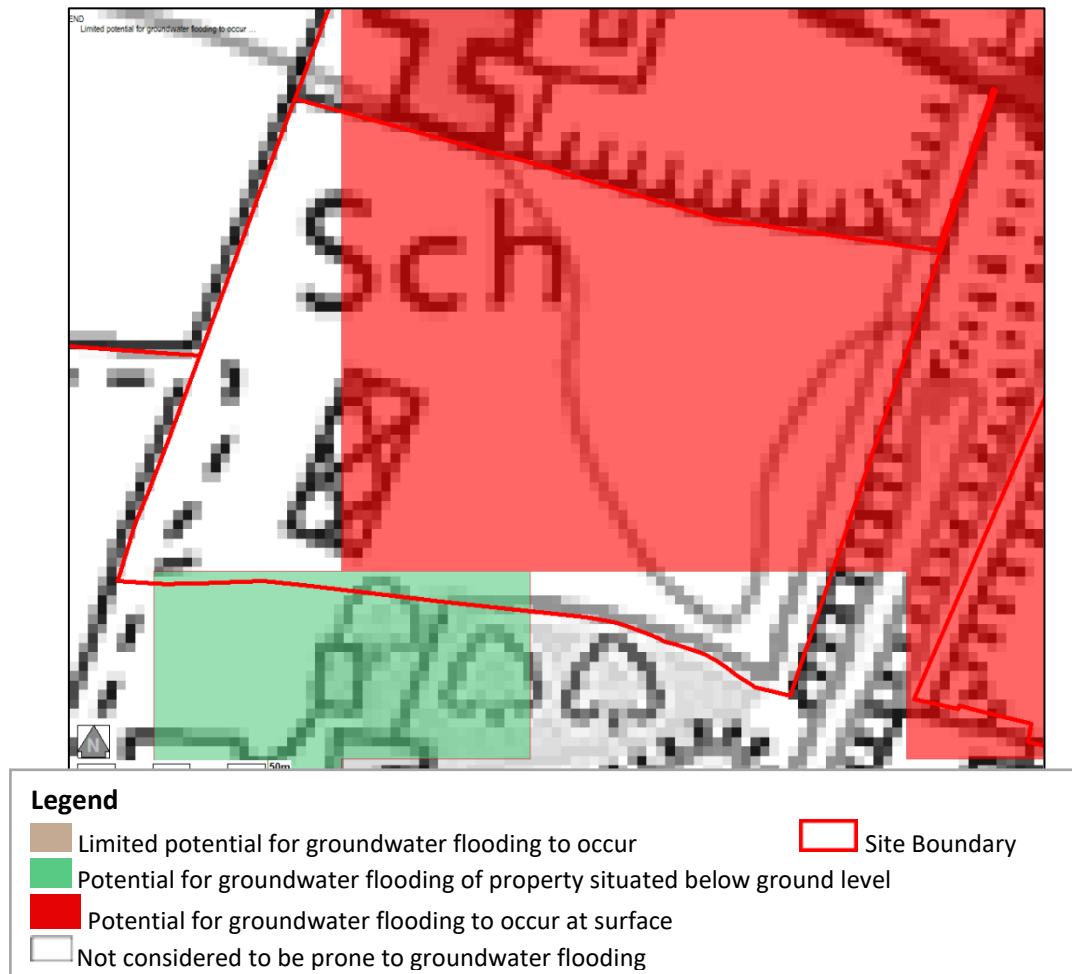 END
Limited potential for groundwater flooding to occur ...
Sch
N
50m
Legend
Limited potential for groundwater flooding to occur
Site Boundary
Potential for groundwater flooding of property situated below ground level
Potential for groundwater flooding to occur at surface
Not considered to be prone to groundwater flooding